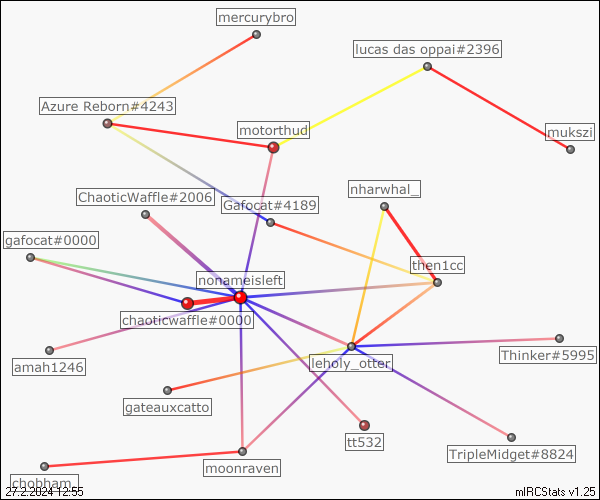 mercurybro
lucas das oppai#2396
Azure Reborn#4243
motorthud
mukszi
nharwhal_
ChaoticWaffle#2006
Gafocat#4189
gafocat#0000
then1cc
nonameisleft
chaoticwaffle#0000
Thinker#5995
amah1246
leholy_otter
gateauxcatto
tt532
TripleMidget#8824
moonraven
chobham_
27.2.2024 12:55
mIRCStats v1.25